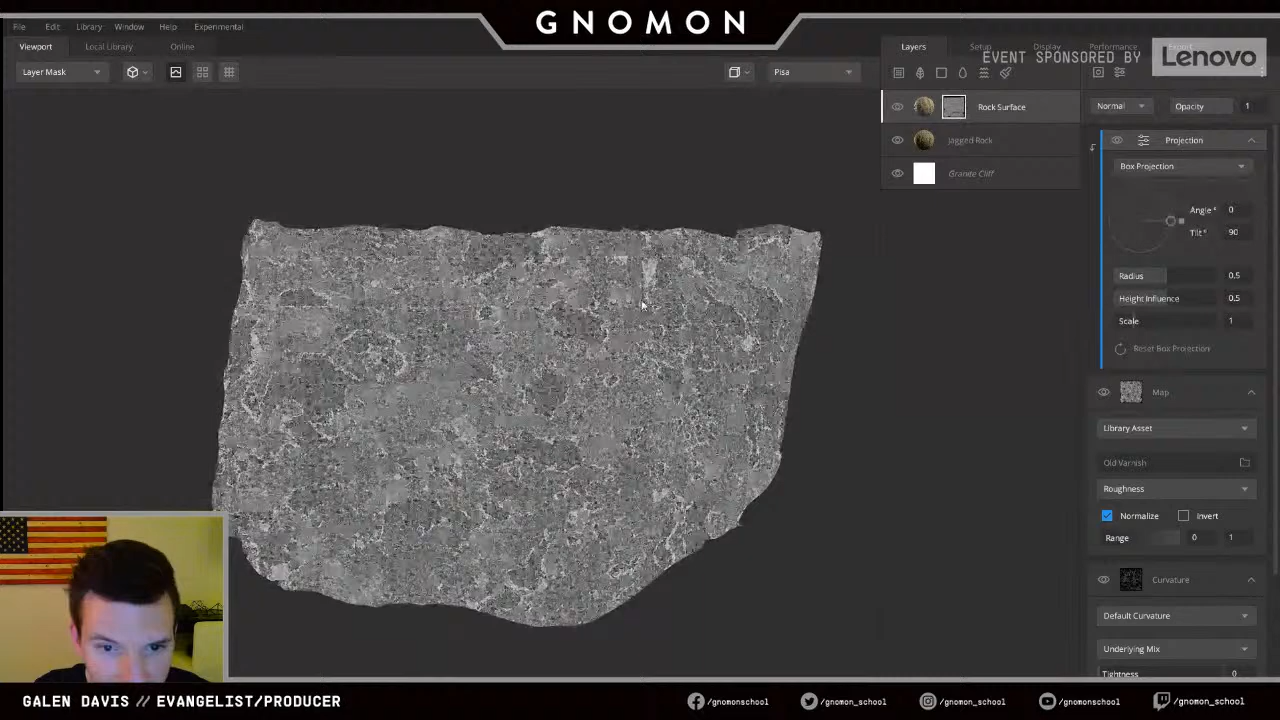 GNOMON
File Edit Library Window Help Experimental
Viewport Local Library Online
Layers Setup Display Performance
EVENT SPONSORED BY Lenovo
Layer Mask
Pisa
Rock Surface
Normal Opacity 1
Jagged Rock
Granite Cliff
Projection
Box Projection
Angle ° 0
Tilt ° 90
Radius 0.5
Height Influence 0.5
Scale 1
Reset Box Projection
Map
Library Asset
Old Varnish
Roughness
Normalize Invert
Range 0 1
Curvature
Default Curvature
Underlying Mix
Tightness 0
GALEN DAVIS // EVANGELIST/PRODUCER
/gnomonschool /gnomon_school /gnomon_school /gnomonschool /gnomon_school